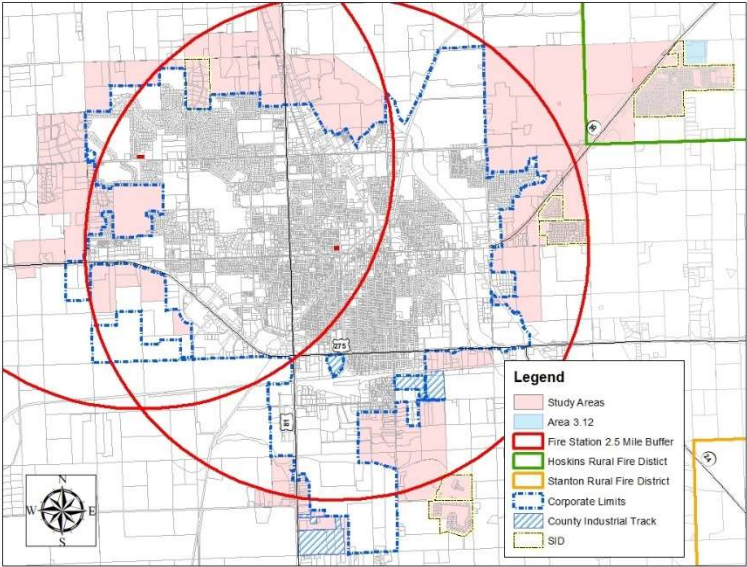 35
275
81
24
Legend
Study Areas
Area 3.12
Fire Station 2.5 Mile Buffer
Hoskins Rural Fire Distict
Stanton Rural Fire District
Corporate Limits
County Industrial Track
SID
N
W E
S